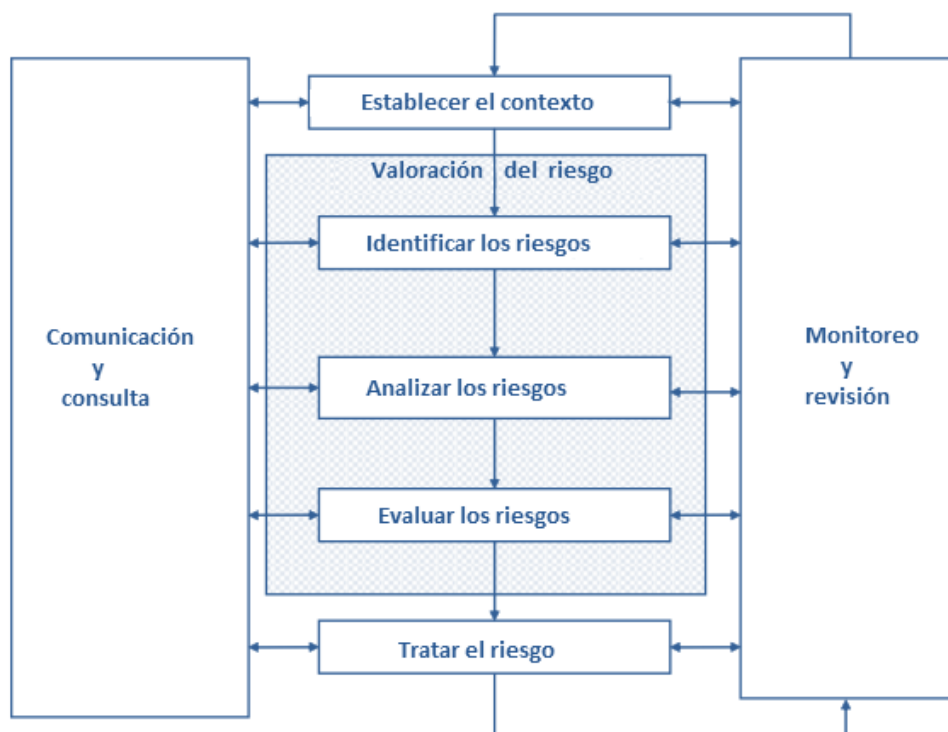 Establecer el contexto
Valoración del riesgo
Identificar los riesgos
Comunicación
y
consulta
Analizar los riesgos
Monitoreo
y
revisión
Evaluar los riesgos
Tratar el riesgo